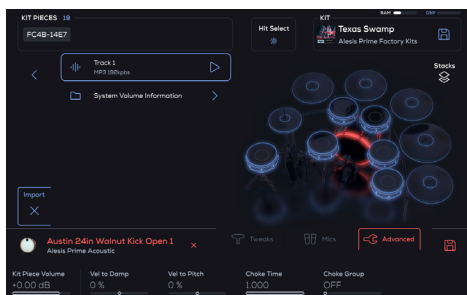 KIT PIECES 19
FC4B-14E7
Hit Select
RAM
DSP
KIT
Texas Swamp
Alesis Prime Factory Kits
Track 1
MP3 192kpbs
System Volume Information
Stacks
Import
Austin 24in Walnut Kick Open 1
Alesis Prime Acoustic
Tweaks
Mics
Advanced
Kit Piece Volume
+0.00 dB
Vel to Damp
0 %
Vel to Pitch
0 %
Choke Time
1.000
Choke Group
OFF